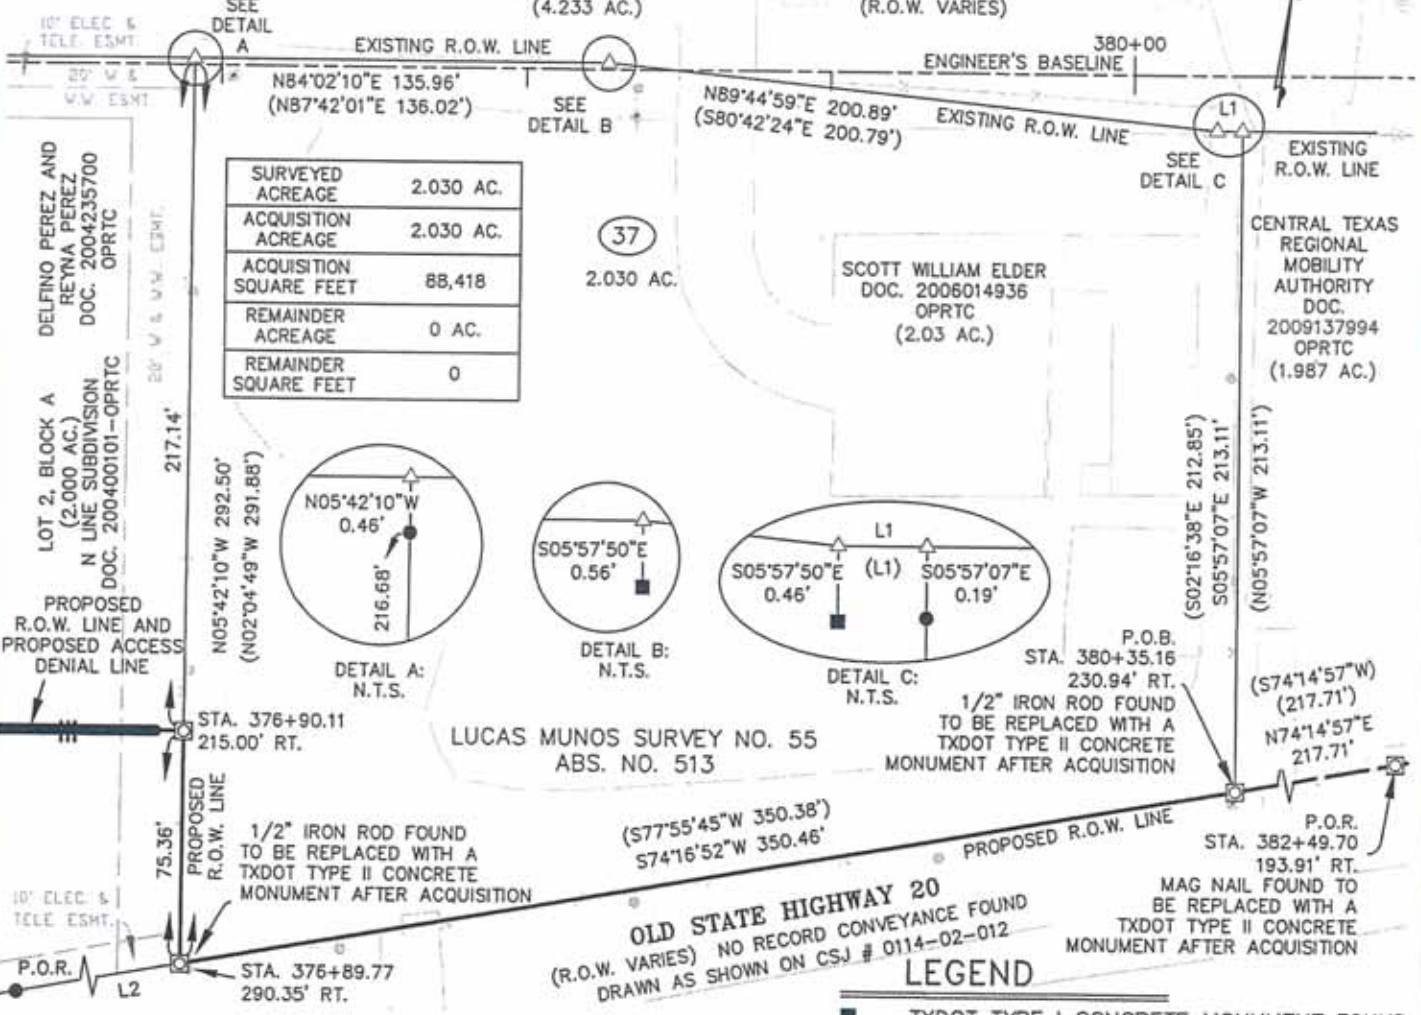 SEE
DETAIL
A
(4.233 AC.)
(R.O.W. VARIES)
10' ELEC &
TELE ESMT.
20' W &
W.W. ESMT.
EXISTING R.O.W. LINE
N84°02'10"E 135.96'
(N87°42'01"E 136.02')
SEE
DETAIL B
ENGINEER'S BASELINE
380+00
N89°44'59"E 200.89'
(S80°42'24"E 200.79')
EXISTING R.O.W. LINE
L1
SEE
DETAIL C
EXISTING
R.O.W. LINE
DELFINO PEREZ AND
REYNA PEREZ
DOC. 2004235700
OPRTC
LOT 2, BLOCK A
(2.000 AC.)
N LINE SUBDIVISION
DOC. 200400101-OPRTC
20' W & W.W. ESMT.
217.14'
N05°42'10"W 292.50'
(N02°04'49"W 291.88')
SURVEYED
ACREAGE
2.030 AC.
ACQUISITION
ACREAGE
2.030 AC.
ACQUISITION
SQUARE FEET
88,418
REMAINDER
ACREAGE
0 AC.
REMAINDER
SQUARE FEET
0
37
2.030 AC.
SCOTT WILLIAM ELDER
DOC. 2006014936
OPRTC
(2.03 AC.)
CENTRAL TEXAS
REGIONAL
MOBILITY
AUTHORITY
DOC.
2009137994
OPRTC
(1.987 AC.)
(S02°16'38"E 212.85')
S05°57'07"E 213.11'
(N05°57'07"W 213.11')
N05°42'10"W
0.46'
216.68'
DETAIL A:
N.T.S.
S05°57'50"E
0.56'
DETAIL B:
N.T.S.
L1
(L1)
S05°57'50"E
0.46'
S05°57'07"E
0.19'
DETAIL C:
N.T.S.
PROPOSED
R.O.W. LINE AND
PROPOSED ACCESS
DENIAL LINE
STA. 376+90.11
215.00' RT.
LUCAS MUNOS SURVEY NO. 55
ABS. NO. 513
P.O.B.
STA. 380+35.16
230.94' RT.
1/2" IRON ROD FOUND
TO BE REPLACED WITH A
TXDOT TYPE II CONCRETE
MONUMENT AFTER ACQUISITION
(S74°14'57"W)
(217.71')
N74°14'57"E
217.71'
75.36'
PROPOSED
R.O.W. LINE
1/2" IRON ROD FOUND
TO BE REPLACED WITH A
TXDOT TYPE II CONCRETE
MONUMENT AFTER ACQUISITION
(S77°55'45"W 350.38')
S74°16'52"W 350.46'
PROPOSED R.O.W. LINE
P.O.R.
STA. 382+49.70
193.91' RT.
MAG NAIL FOUND TO
BE REPLACED WITH A
TXDOT TYPE II CONCRETE
MONUMENT AFTER ACQUISITION
10' ELEC &
TELE ESMT.
P.O.R.
L2
STA. 376+89.77
290.35' RT.
OLD STATE HIGHWAY 20
(R.O.W. VARIES) NO RECORD CONVEYANCE FOUND
DRAWN AS SHOWN ON CSJ # 0114-02-012
LEGEND
TXDOT TYPE I CONCRETE MONUMENT FOUND